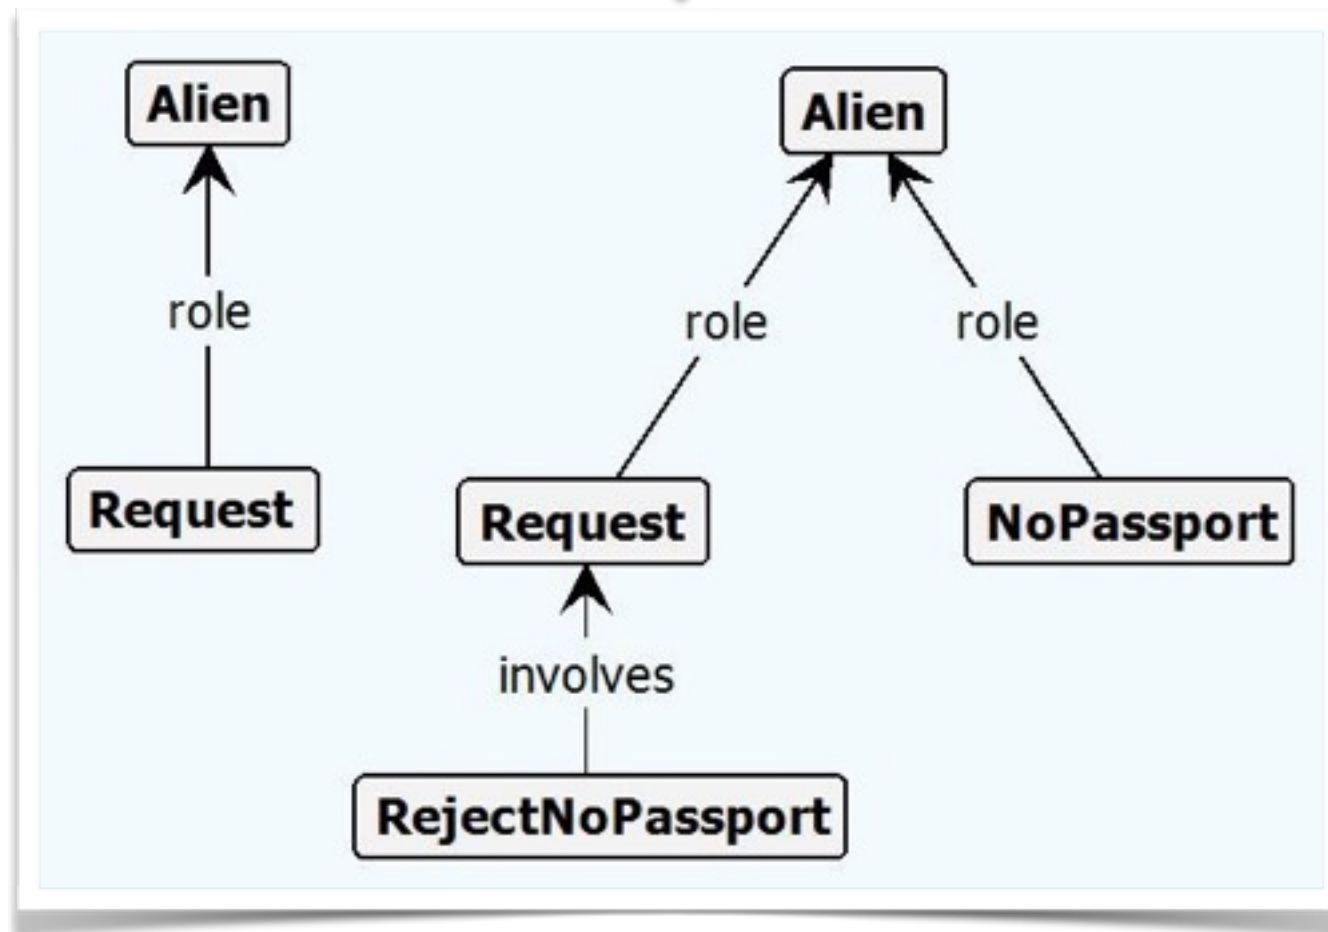 Alien
Alien
role
role
role
Request
Request
NoPassport
involves
RejectNoPassport